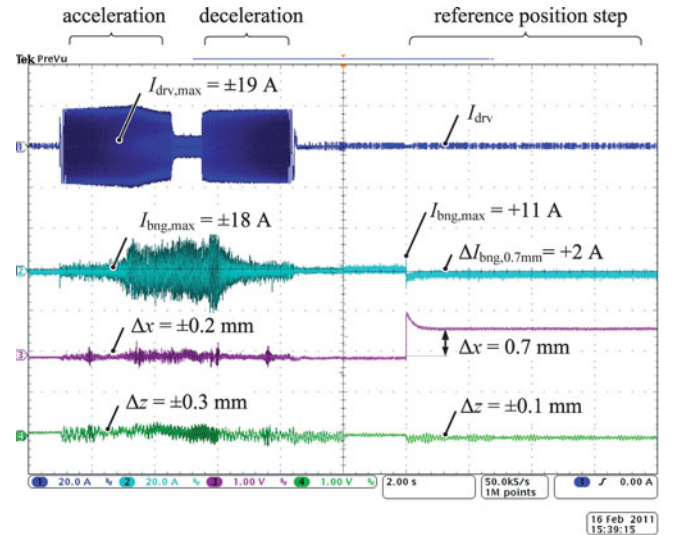 acceleration deceleration reference position step
Tek PreVu
I_drv,max = ±19 A
I_drv
1
I_bng,max = ±18 A
I_bng,max = +11 A
ΔI_bng,0.7mm = +2 A
2
Δx = ±0.2 mm
Δx = 0.7 mm
3
Δz = ±0.3 mm
Δz = ±0.1 mm
4
1 20.0 A 2 20.0 A 3 1.00 V 4 1.00 V 2.00 s 50.0kS/s 1 0.00 A
1M points
16 Feb 2011
15:39:15